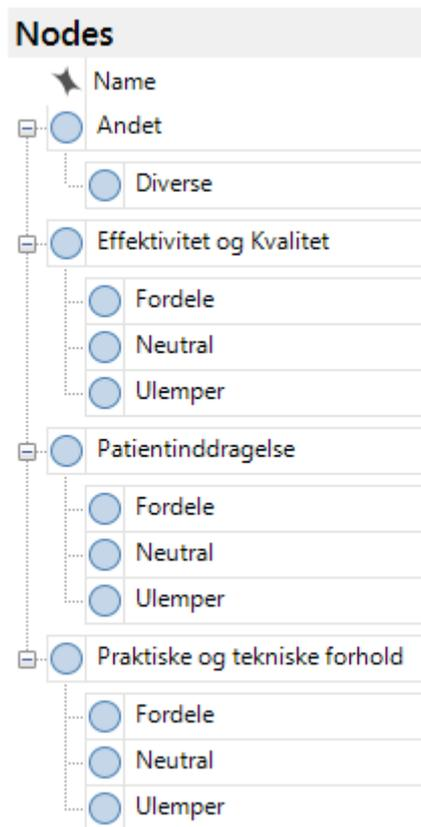 Nodes
Name
Andet
Diverse
Effektivitet og Kvalitet
Fordele
Neutral
Ulemper
Patientinddragelse
Fordele
Neutral
Ulemper
Praktiske og tekniske forhold
Fordele
Neutral
Ulemper